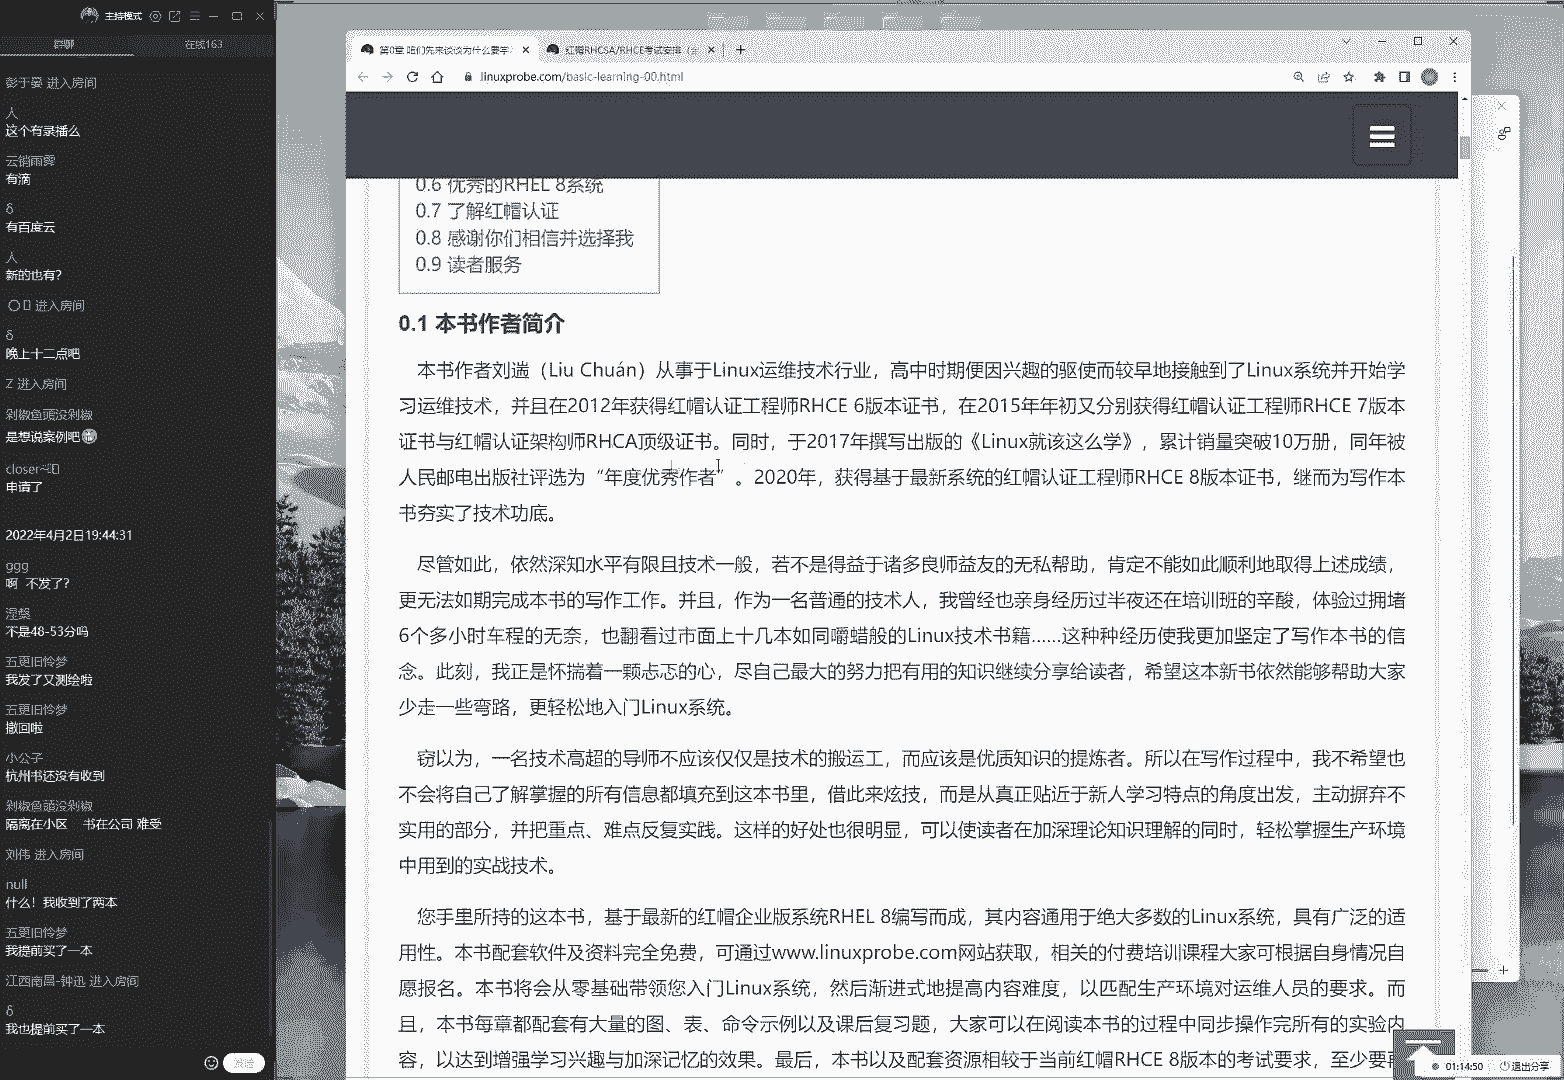 主持模式
群聊
在线163
彭于晏 进入房间
人
这个有录播么
云销雨霁
有滴
δ
有百度云
人
新的也有?
进入房间
δ
晚上十二点吧
Z 进入房间
剁椒鱼頭没剁椒
是想说案例吧
closer~
申请了
2022年4月2日19:44:31
ggg
啊 不发了?
涅槃
不是48-53分吗
五更旧怜梦
我发了又测绘啦
五更旧怜梦
撤回啦
小公子
杭州书还没有收到
剁椒鱼頭没剁椒
隔离在小区 书在公司 难受
刘伟 进入房间
null
什么！我收到了两本
五更旧怜梦
我提前买了一本
江西南昌-钟迅 进入房间
δ
我也提前买了一本
发送
第0章 咱们先来谈谈为什么要学
红帽RHCSA/RHCE考试安排
linuxprobe.com/basic-learning-00.html
0.6 优秀的RHEL 8系统
0.7 了解红帽认证
0.8 感谢你们相信并选择我
0.9 读者服务
0.1 本书作者简介
本书作者刘遄（Liu Chuán）从事于Linux运维技术行业，高中时期便因兴趣的驱使而较早地接触到了Linux系统并开始学
习运维技术，并且在2012年获得红帽认证工程师RHCE 6版本证书，在2015年年初又分别获得红帽认证工程师RHCE 7版本
证书与红帽认证架构师RHCA顶级证书。同时，于2017年撰写出版的《Linux就该这么学》，累计销量突破10万册，同年被
人民邮电出版社评选为“年度优秀作者”。2020年，获得基于最新系统的红帽认证工程师RHCE 8版本证书，继而为写作本
书夯实了技术功底。
尽管如此，依然深知水平有限且技术一般，若不是得益于诸多良师益友的无私帮助，肯定不能如此顺利地取得上述成绩，
更无法如期完成本书的写作工作。并且，作为一名普通的技术人，我曾经也亲身经历过半夜还在培训班的辛酸，体验过拥堵
6个多小时车程的无奈，也翻看过市面上十几本如同嚼蜡般的Linux技术书籍……这种种经历使我更加坚定了写作本书的信
念。此刻，我正是怀揣着一颗忐忑的心，尽自己最大的努力把有用的知识继续分享给读者，希望这本新书依然能够帮助大家
少走一些弯路，更轻松地入门Linux系统。
窃以为，一名技术高超的导师不应该仅仅是技术的搬运工，而应该是优质知识的提炼者。所以在写作过程中，我不希望也
不会将自己了解掌握的所有信息都填充到这本书里，借此来炫技，而是从真正贴近于新人学习特点的角度出发，主动摒弃不
实用的部分，并把重点、难点反复实践。这样的好处也很明显，可以使读者在加深理论知识理解的同时，轻松掌握生产环境
中用到的实战技术。
您手里所持的这本书，基于最新的红帽企业版系统RHEL 8编写而成，其内容通用于绝大多数的Linux系统，具有广泛的适
用性。本书配套软件及资料完全免费，可通过www.linuxprobe.com网站获取，相关的付费培训课程大家可根据自身情况自
愿报名。本书将会从零基础带领您入门Linux系统，然后渐进式地提高内容难度，以匹配生产环境对运维人员的要求。而
且，本书每章都配套有大量的图、表、命令示例以及课后复习题，大家可以在阅读本书的过程中同步操作完所有的实验内
容，以达到增强学习兴趣与加深记忆的效果。最后，本书以及配套资源相较于当前红帽RHCE 8版本的考试要求，至少要
01:14:50
退出分享